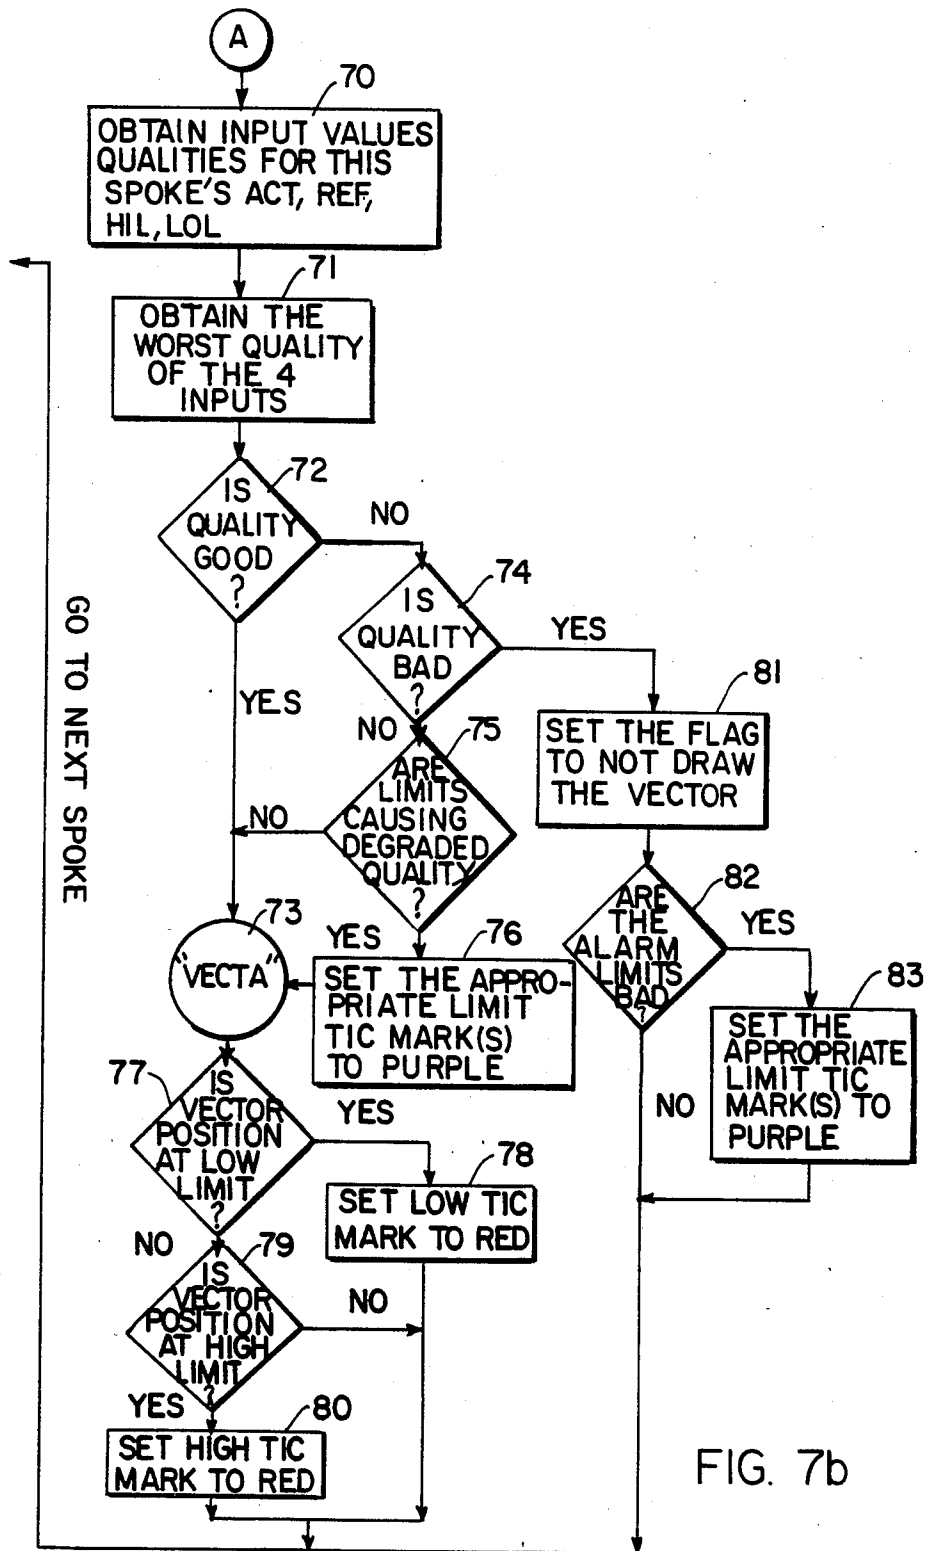 A
70
OBTAIN INPUT VALUES
QUALITIES FOR THIS
SPOKE'S ACT, REF,
HIL, LOL
71
OBTAIN THE
WORST QUALITY
OF THE 4
INPUTS
72
IS
QUALITY
GOOD
?
NO
YES
74
IS
QUALITY
BAD
?
YES
NO
75
ARE
LIMITS
CAUSING
DEGRADED
QUALITY
?
NO
YES
81
SET THE FLAG
TO NOT DRAW
THE VECTOR
82
ARE
THE
ALARM
LIMITS
BAD
?
YES
NO
83
SET THE
APPROPRIATE
LIMIT TIC
MARK(S) TO
PURPLE
73
"VECTA"
76
SET THE APPRO-
PRIATE LIMIT
TIC MARK(S)
TO PURPLE
77
IS
VECTOR
POSITION
AT LOW
LIMIT
?
YES
NO
78
SET LOW TIC
MARK TO RED
79
IS
VECTOR
POSITION
AT HIGH
LIMIT
?
NO
YES
80
SET HIGH TIC
MARK TO RED
GO TO NEXT SPOKE
FIG. 7b